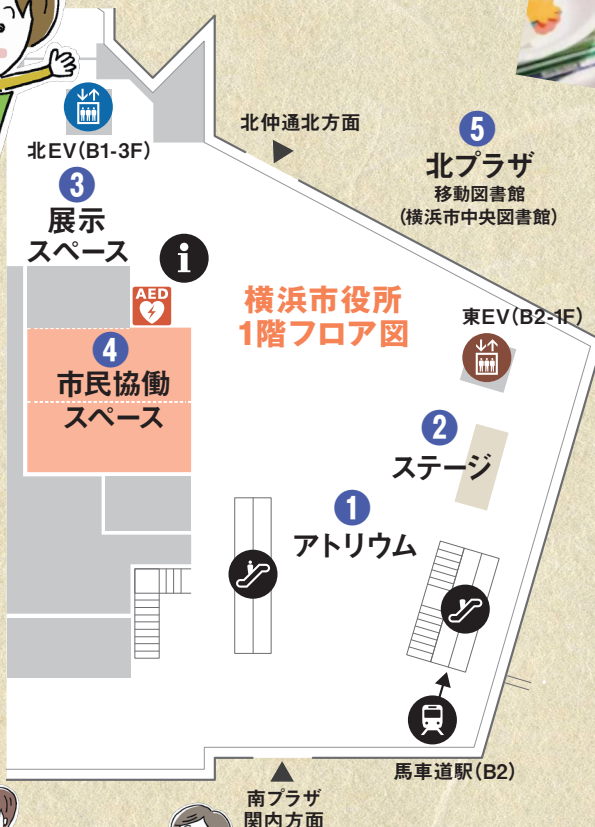 北仲通北方面
5
北プラザ
移動図書館
(横浜市中央図書館)
北EV(B1-3F)
3
展示
スペース
i
AED
横浜市役所
1階フロア図
東EV(B2-1F)
4
市民協働
スペース
2
ステージ
1
アトリウム
馬車道駅(B2)
南プラザ
関内方面